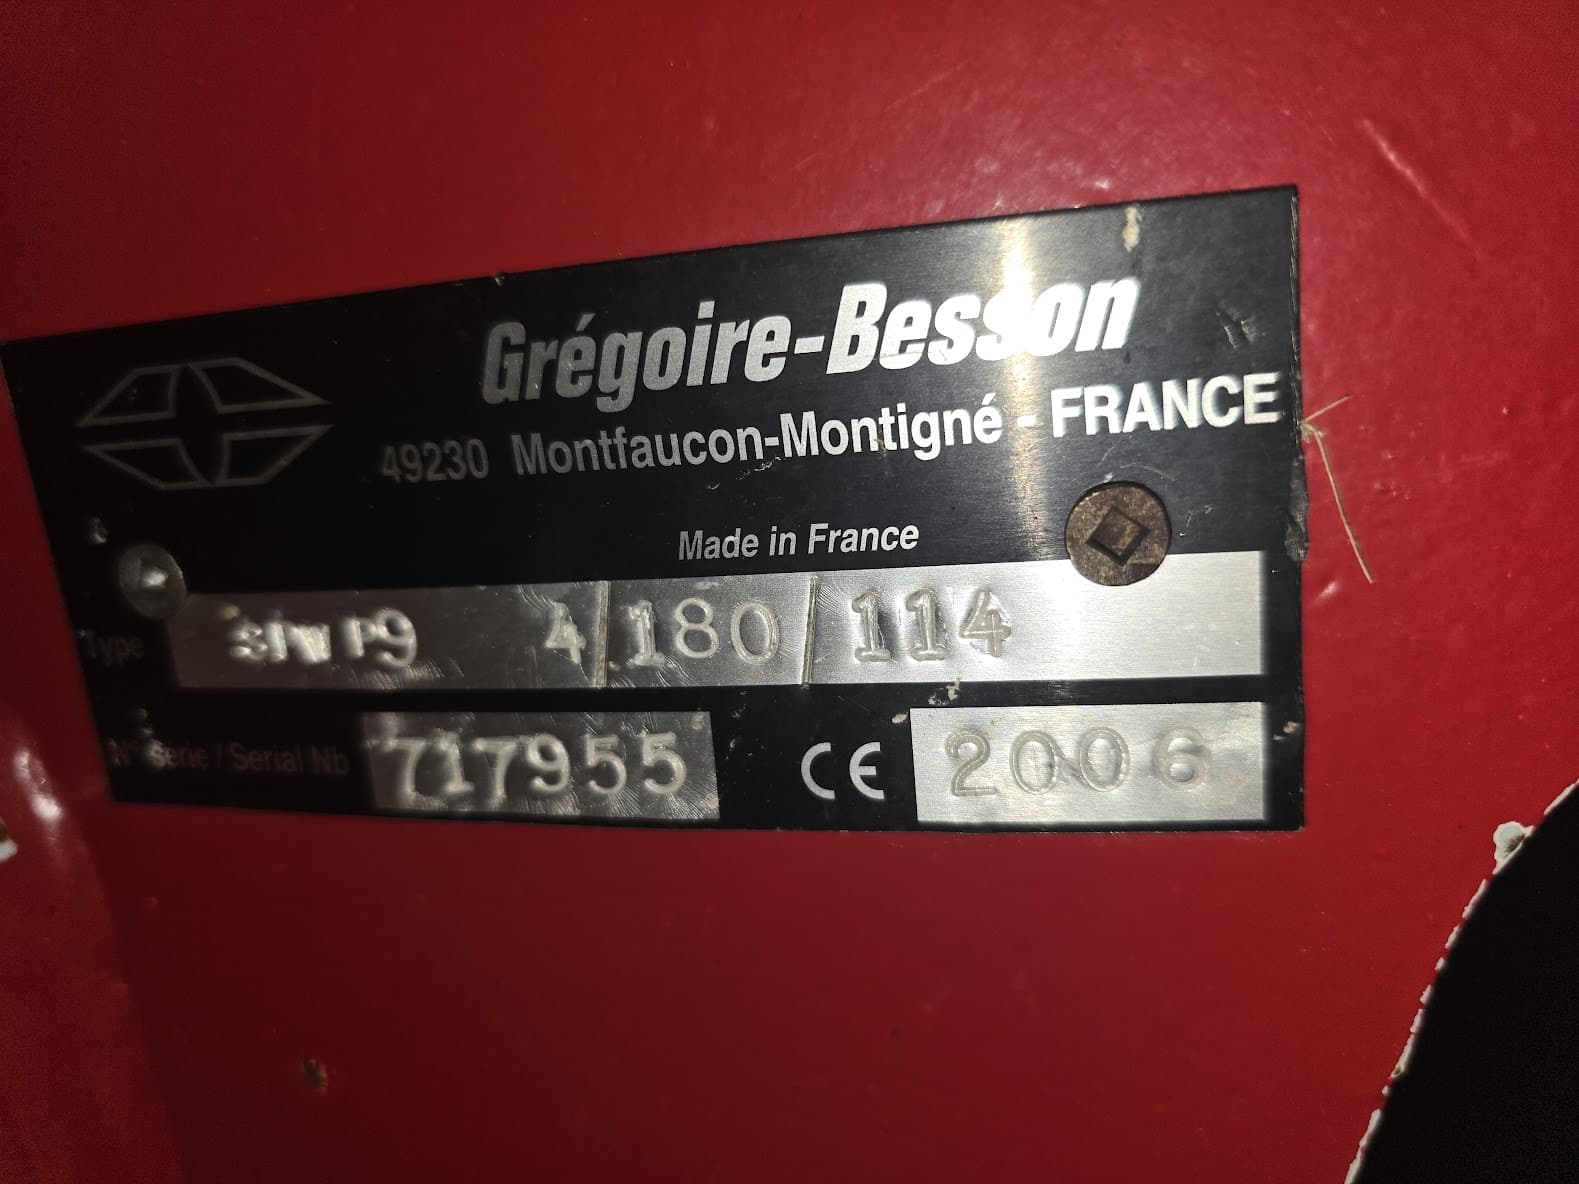 Grégoire-Besson
49230 Montfaucon-Montigné - FRANCE
Made in France
Type SPWP9 4/180/114
N° Série / Serial Nb 717955 CE 2006